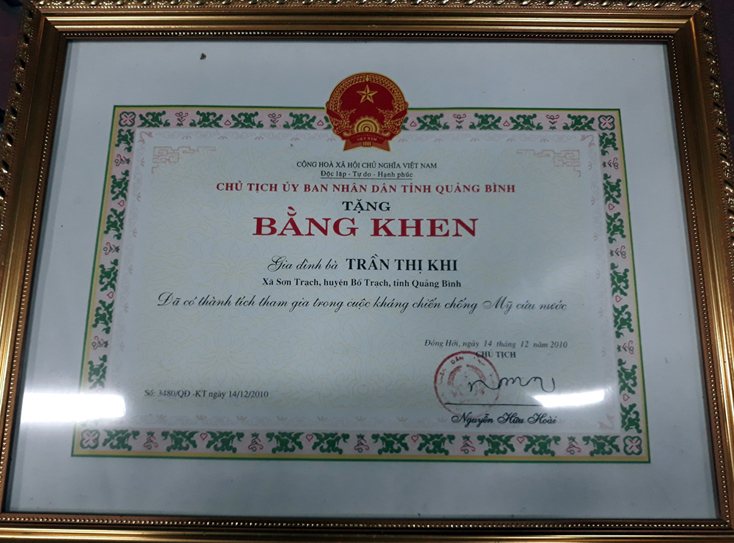 CỘNG HOÀ XÃ HỘI CHỦ NGHĨA VIỆT NAM
Độc lập - Tự do - Hạnh phúc
CHỦ TỊCH ỦY BAN NHÂN DÂN TỈNH QUẢNG BÌNH
TẶNG
BẰNG KHEN
Gia đình bà TRẦN THỊ KHI
Xã Sơn Trạch, huyện Bố Trạch, tỉnh Quảng Bình
Đã có thành tích tham gia trong cuộc kháng chiến chống Mỹ cứu nước
Đồng Hới, ngày 14 tháng 12 năm 2010
CHỦ TỊCH
Số: 3480/QĐ -KT ngày 14/12/2010
Nguyễn Hữu Hoài